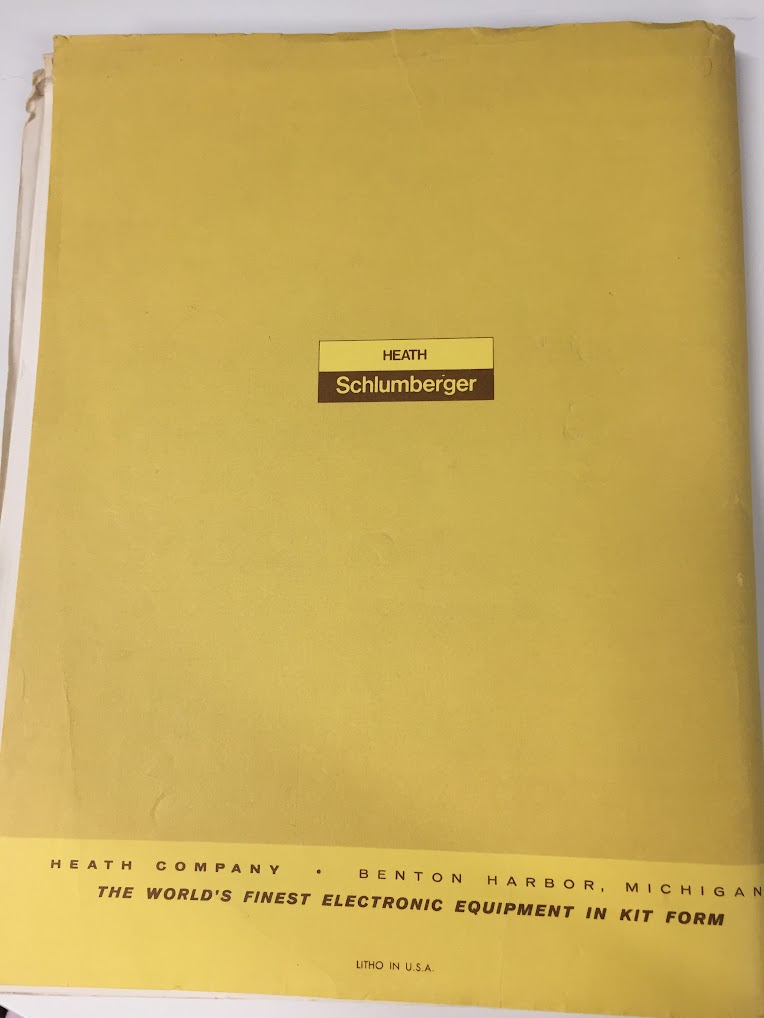 HEATH
Schlumberger
HEATH COMPANY • BENTON HARBOR, MICHIGAN
THE WORLD'S FINEST ELECTRONIC EQUIPMENT IN KIT FORM
LITHO IN U.S.A.